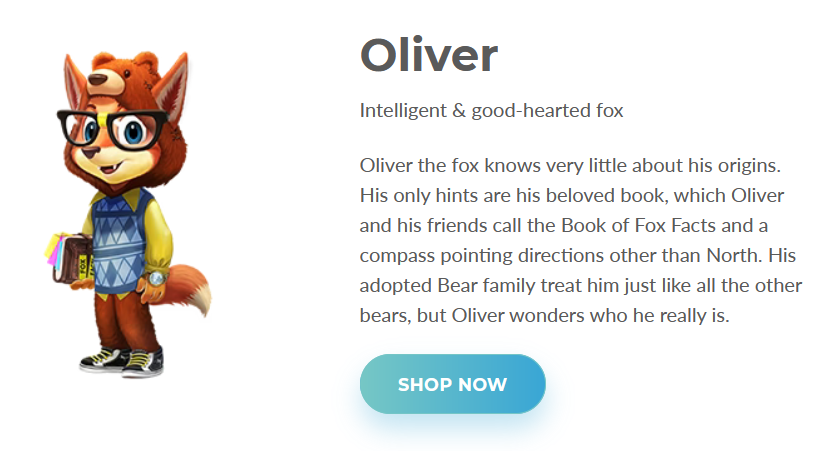 Oliver
Intelligent & good-hearted fox
Oliver the fox knows very little about his origins.
His only hints are his beloved book, which Oliver
and his friends call the Book of Fox Facts and a
compass pointing directions other than North. His
adopted Bear family treat him just like all the other
bears, but Oliver wonders who he really is.
FOX
SHOP NOW